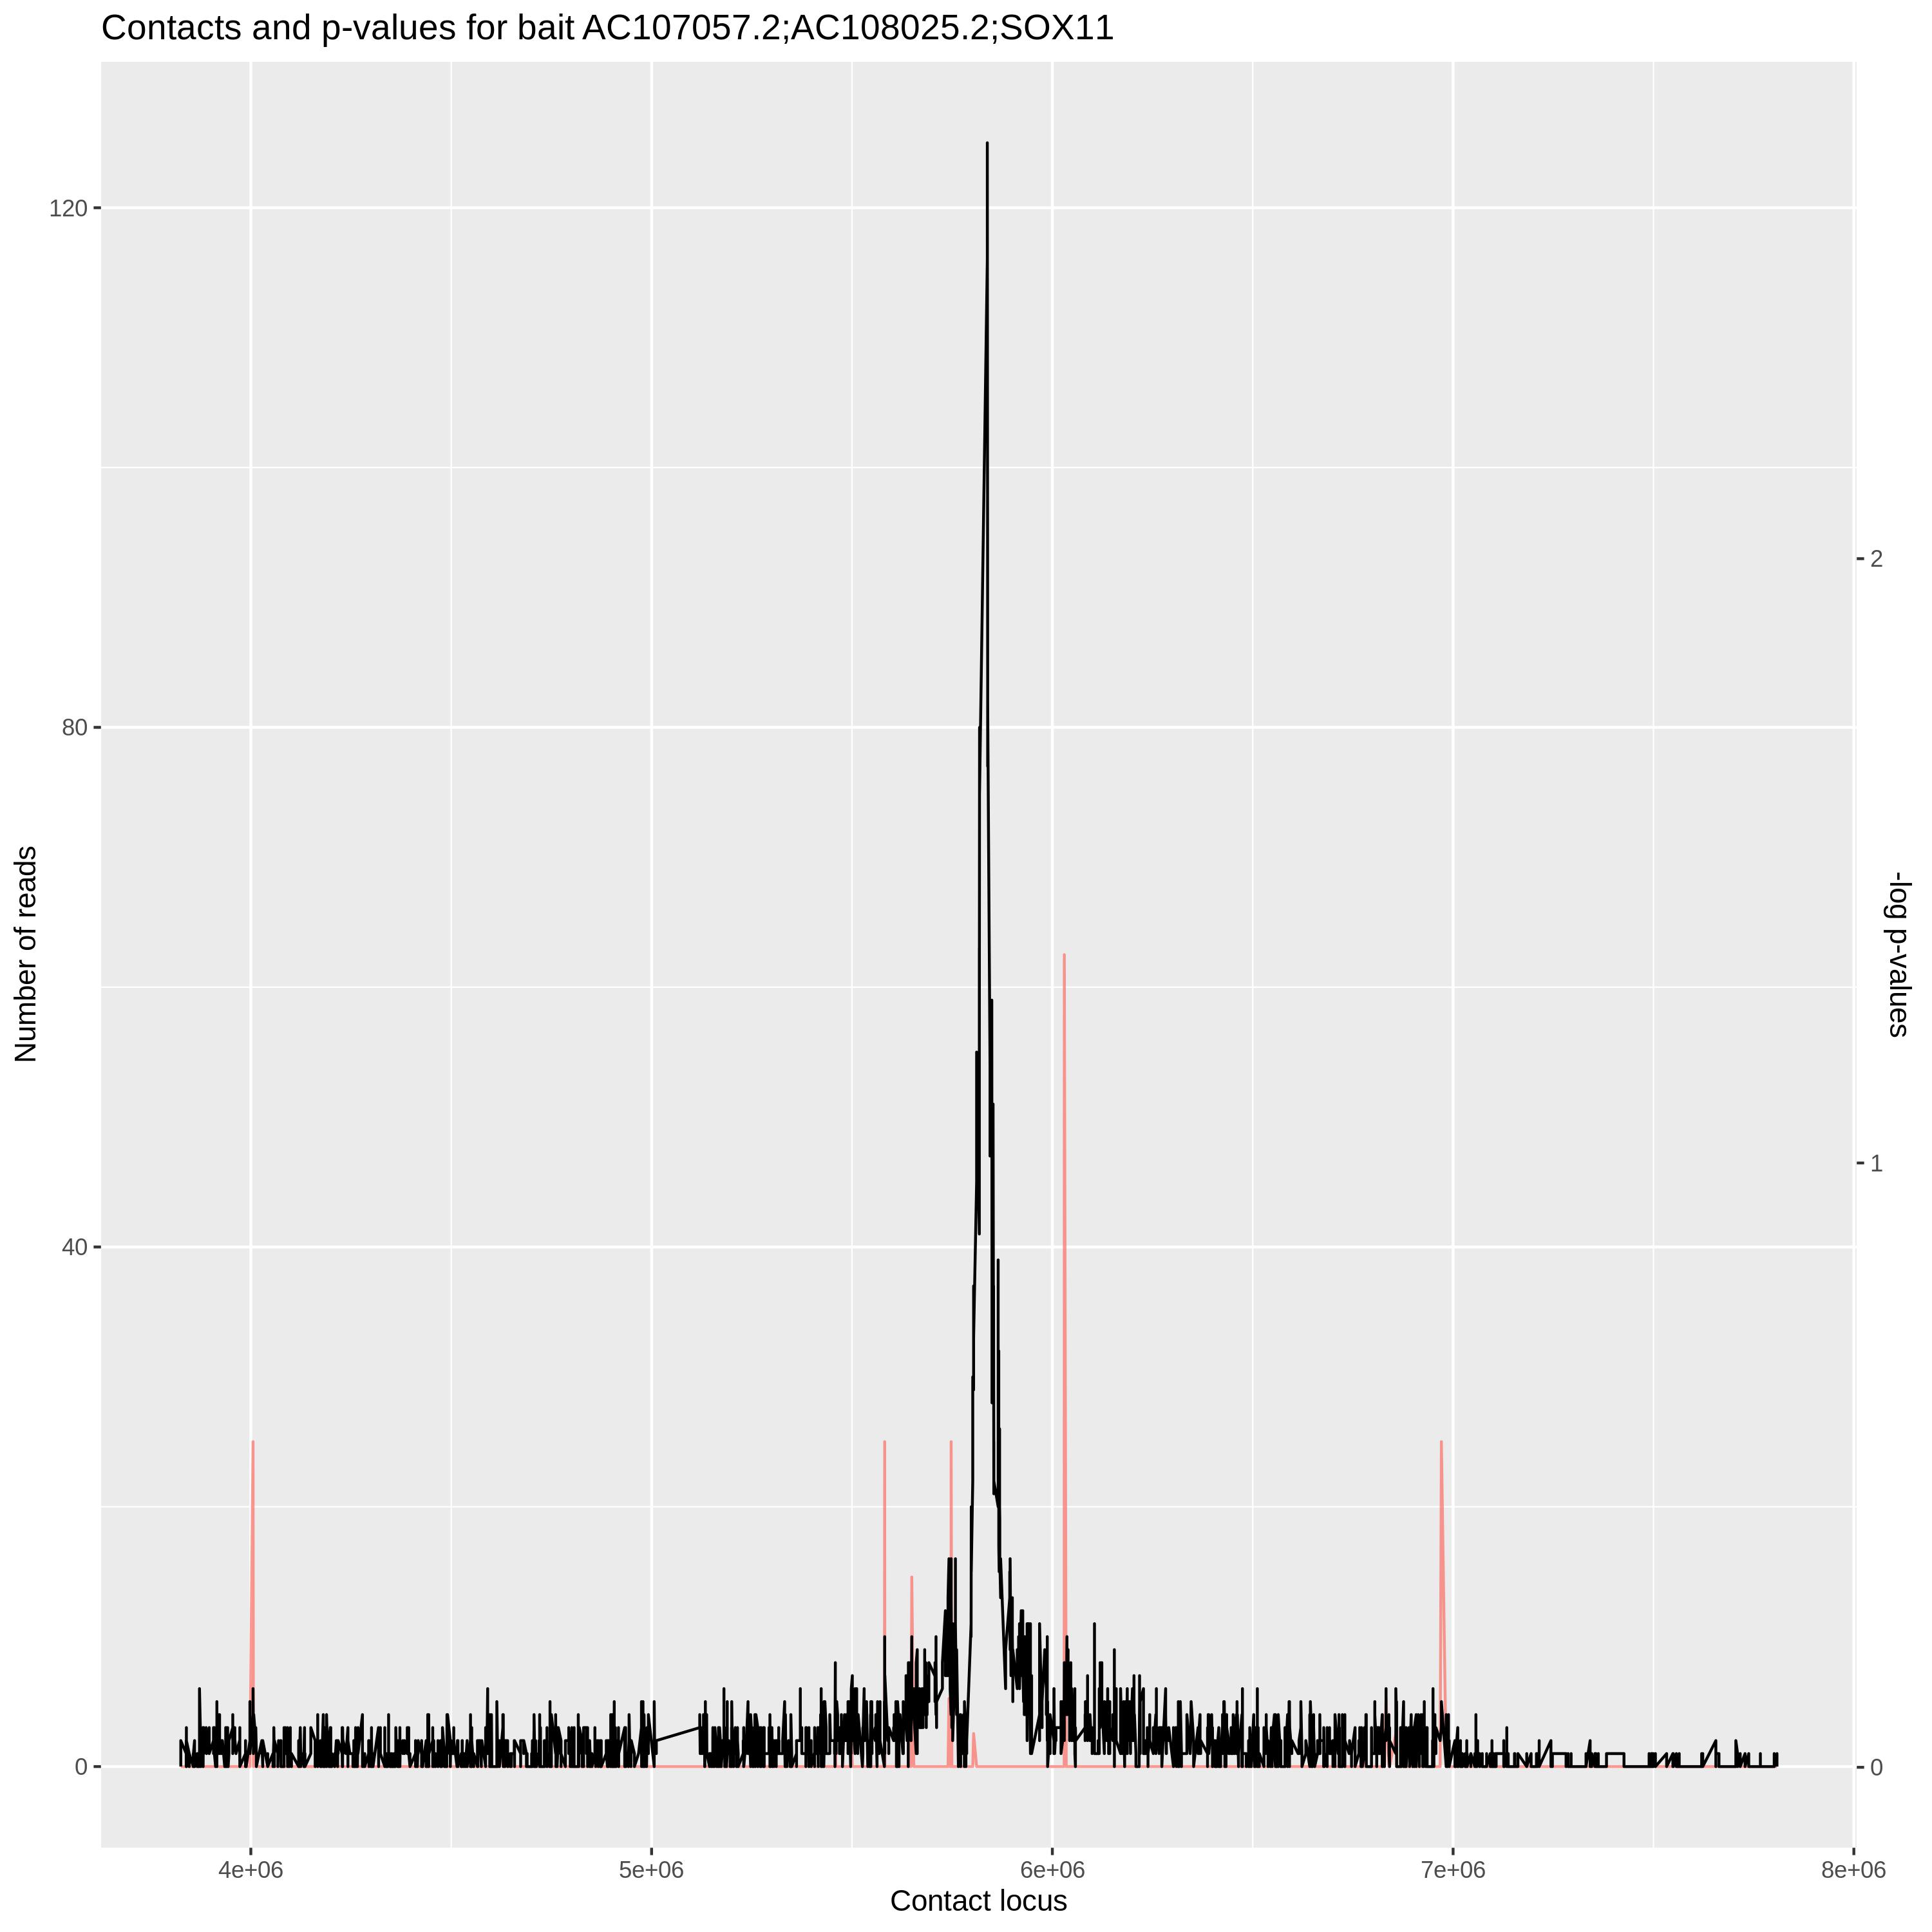 Contacts and p-values for bait AC107057.2;AC108025.2;SOX11
Number of reads
120
80
40
0
-log p-values
2
1
0
4e+06 5e+06 6e+06 7e+06 8e+06
Contact locus